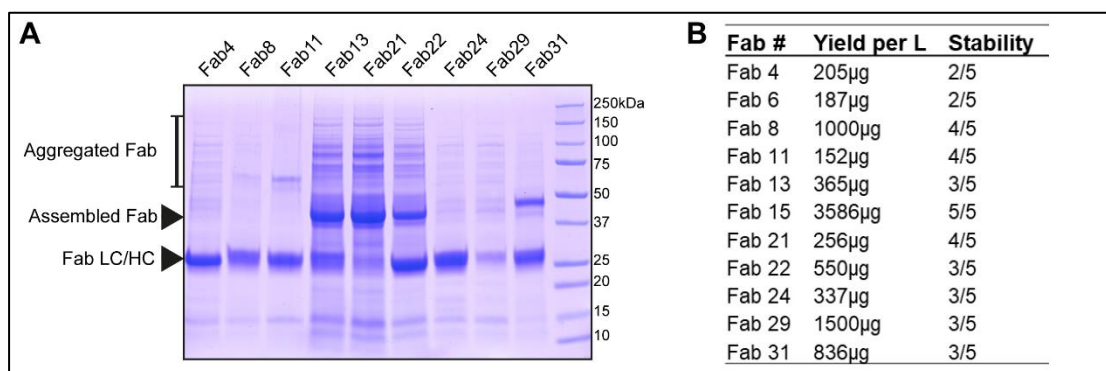 A
Fab4 Fab8 Fab11 Fab13 Fab21 Fab22 Fab24 Fab29 Fab31
Aggregated Fab
Assembled Fab
Fab LC/HC
250kDa
150
100
75
50
37
25
20
15
10
B
Fab # Yield per L Stability
Fab 4 205µg 2/5
Fab 6 187µg 2/5
Fab 8 1000µg 4/5
Fab 11 152µg 4/5
Fab 13 365µg 3/5
Fab 15 3586µg 5/5
Fab 21 256µg 4/5
Fab 22 550µg 3/5
Fab 24 337µg 3/5
Fab 29 1500µg 3/5
Fab 31 836µg 3/5